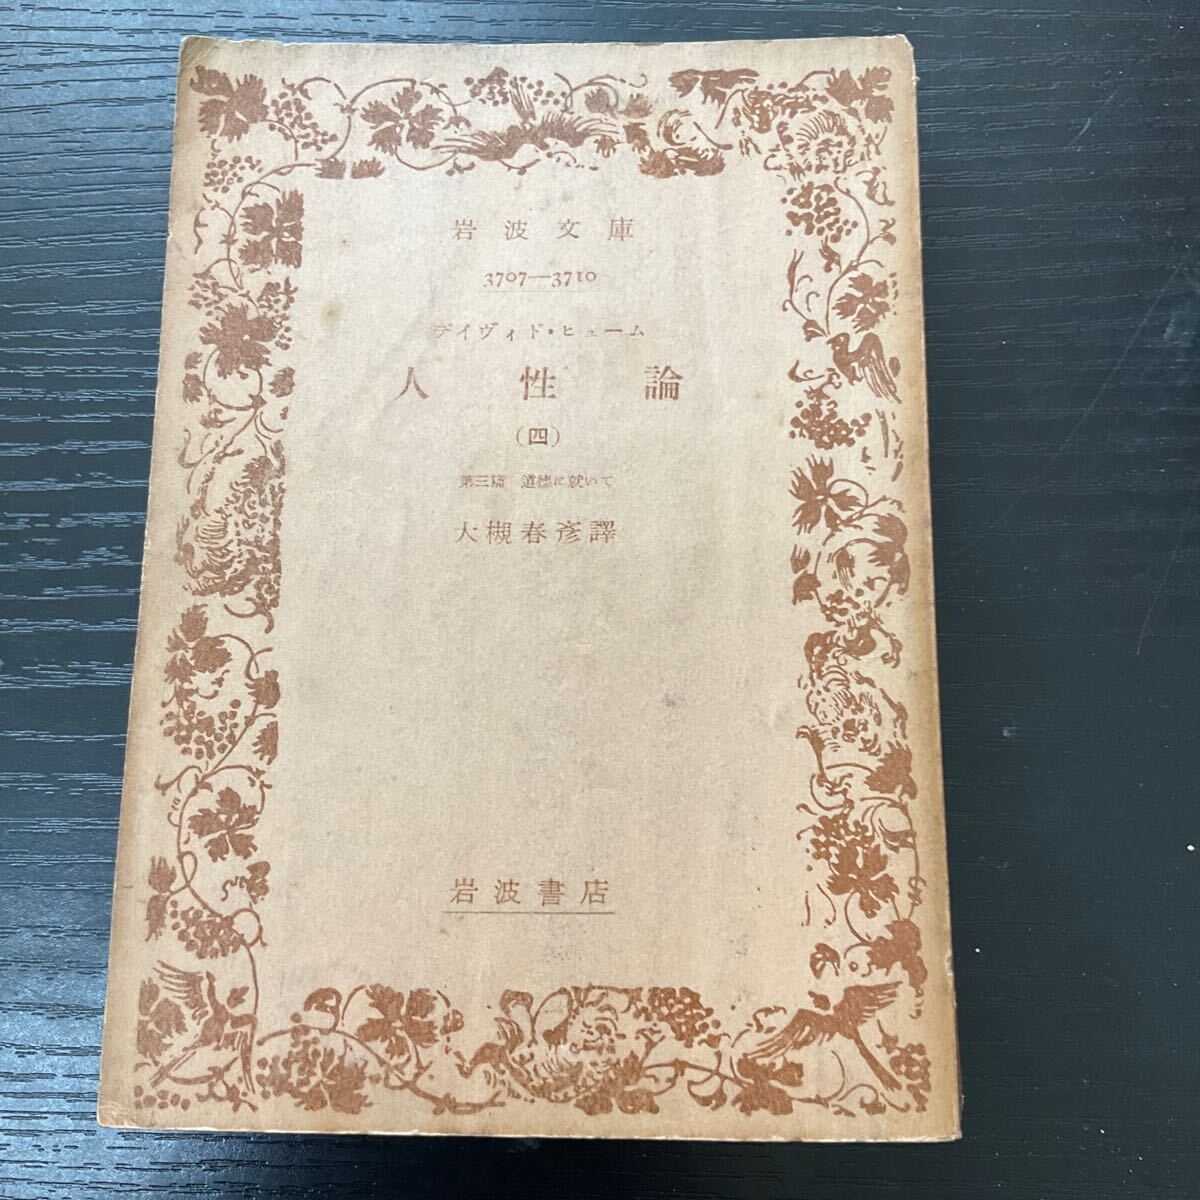 岩波文庫
3707—3710
デイヴィド・ヒューム
人性論
(四)
第三篇 道徳に就いて
大槻春彦譯
岩波書店